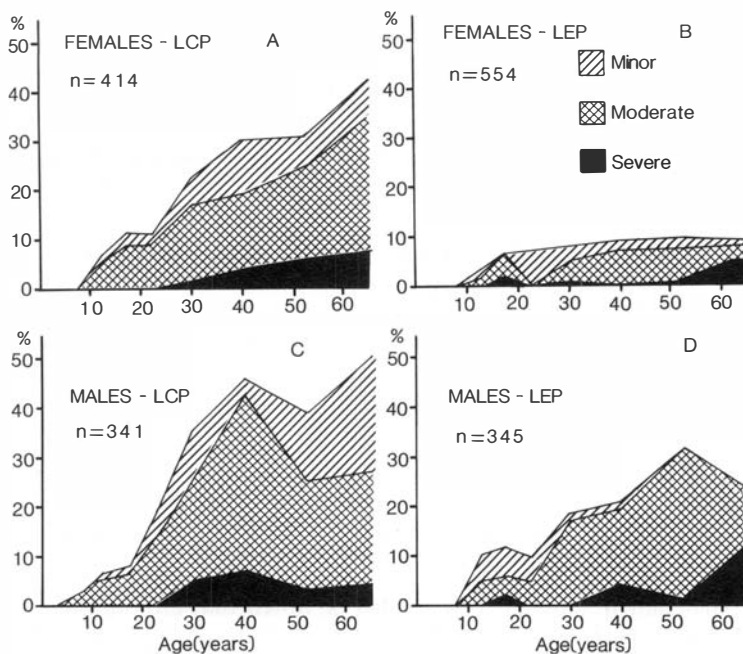 %
FEMALES - LCP
A
n=414
50
40
30
20
10
0
10 20 30 40 50 60
%
FEMALES - LEP
B
n=554
Minor
Moderate
Severe
50
40
30
20
10
0
10 20 30 40 50 60
%
C
MALES - LCP
n=341
50
40
30
20
10
0
10 20 30 40 50 60
Age(years)
D
MALES - LEP
n=345
50
40
30
20
10
0
10 20 30 40 50 60
Age(years)